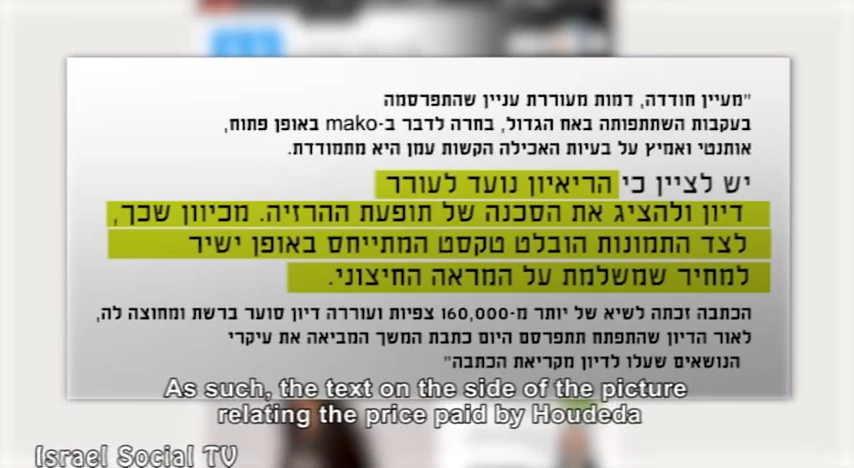 "מעיין חודדה, דמות מעוררת עניין שהתפרסמה
בעקבות השתתפותה באח הגדול, בחרה לדבר ב-mako באופן פתוח,
אותנטי ואמיץ על בעיות האכילה הקשות עמן היא מתמודדת.
יש לציין כי הריאיון נועד לעורר
דיון ולהציג את הסכנה של תופעת ההרזיה. מכיוון שכך,
לצד התמונות הובלט טקסט המתייחס באופן ישיר
למחיר שמשלמת על המראה החיצוני.
הכתבה זכתה לשיא של יותר מ-160,000 צפיות ועוררה דיון סוער ברשת ומחוצה לה,
לאור הדיון שהתפתח תתפרסם היום כתבת המשך המביאה את עיקרי
הנושאים שעלו לדיון מקריאת הכתבה"
As such, the text on the side of the picture
relating the price paid by Houdeda
Israel Social TV